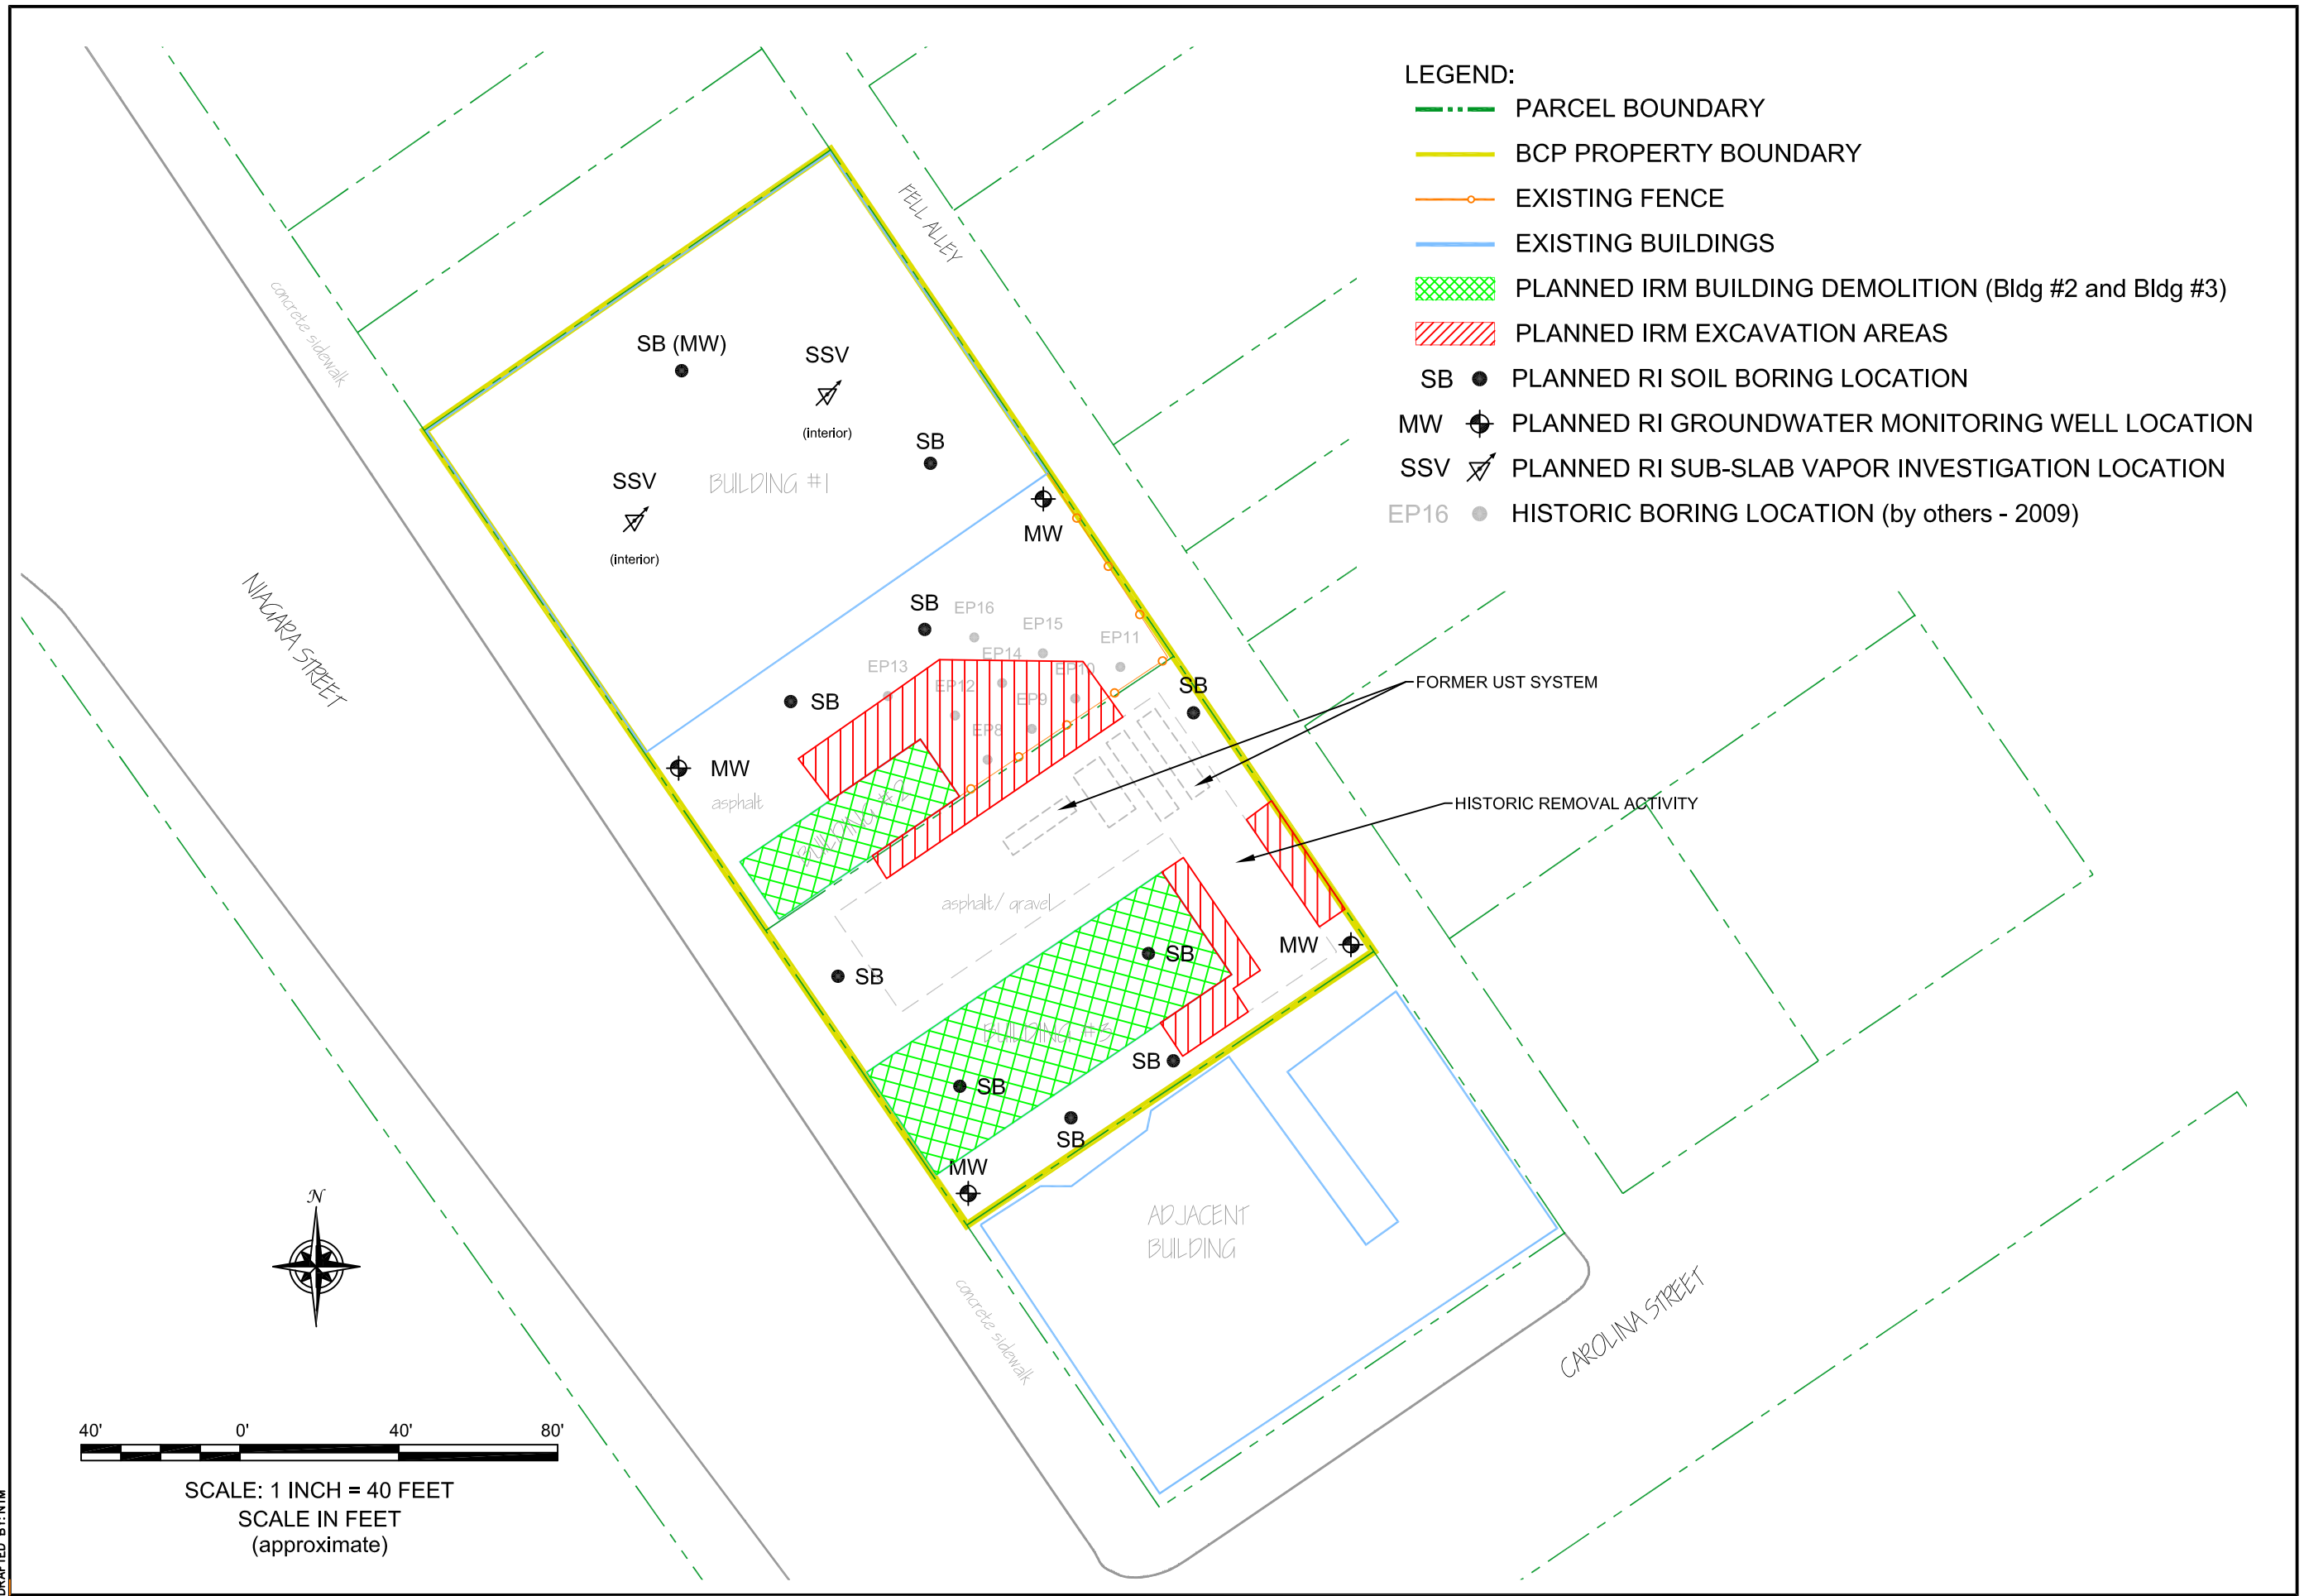 LEGEND:
PARCEL BOUNDARY
BCP PROPERTY BOUNDARY
EXISTING FENCE
EXISTING BUILDINGS
PLANNED IRM BUILDING DEMOLITION (Bldg #2 and Bldg #3)
PLANNED IRM EXCAVATION AREAS
SB PLANNED RI SOIL BORING LOCATION
MW PLANNED RI GROUNDWATER MONITORING WELL LOCATION
SSV PLANNED RI SUB-SLAB VAPOR INVESTIGATION LOCATION
EP16 HISTORIC BORING LOCATION (by others - 2009)
FELL ALLEY
concrete sidewalk
NIAGARA STREET
SB (MW)
SSV
(interior)
SB
SSV
(interior)
BUILDING #1
MW
SB
EP16
EP15
EP11
EP14
EP13
EP10
EP12
EP9
EP8
SB
SB
MW
asphalt
BUILDING #2
FORMER UST SYSTEM
HISTORIC REMOVAL ACTIVITY
asphalt/ gravel
SB
SB
MW
BUILDING #3
SB
SB
SB
MW
ADJACENT
BUILDING
concrete sidewalk
CAROLINA STREET
N
40' 0' 40' 80'
SCALE: 1 INCH = 40 FEET
SCALE IN FEET
(approximate)
DRAFTED BY: NTM